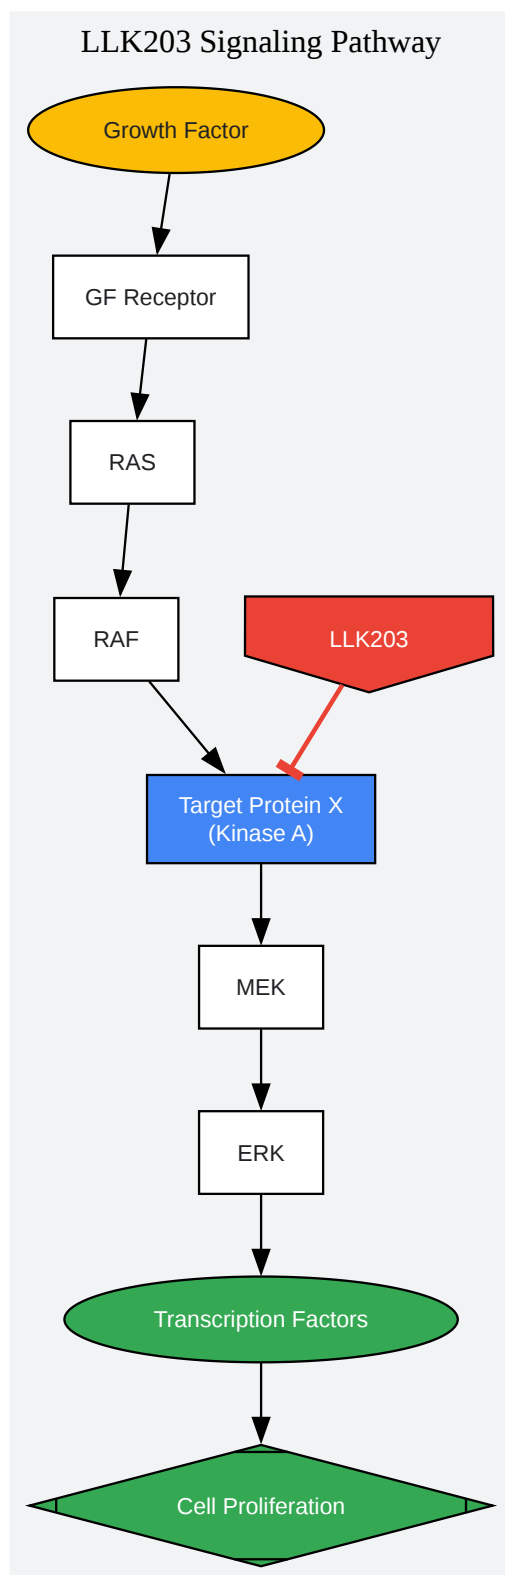 LLK203 Signaling Pathway
Growth Factor
GF Receptor
RAS
RAF
LLK203
Target Protein X
(Kinase A)
MEK
ERK
Transcription Factors
Cell Proliferation